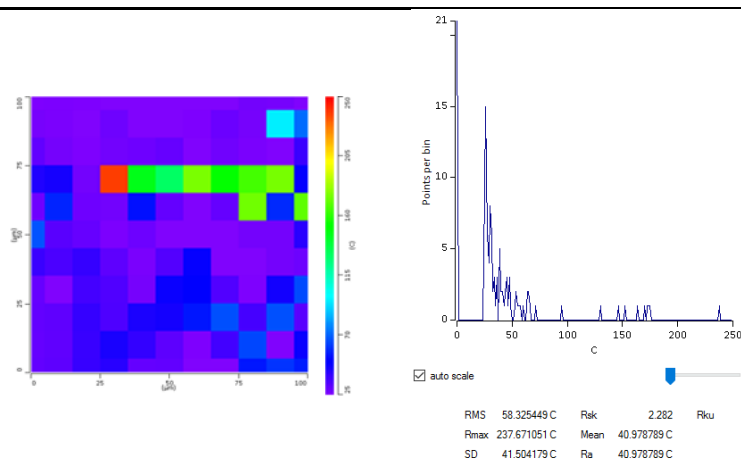 100
75
50
25
0
[µm]
0 25 50 75 100
[µm]
250
205
160
115
70
25
(C)
21
15
10
5
0
Points per bin
0 50 100 150 200 250
C
auto scale
RMS 58.325449 C Rsk 2.282 Rku
Rmax 237.671051 C Mean 40.978789 C
SD 41.504179 C Ra 40.978789 C